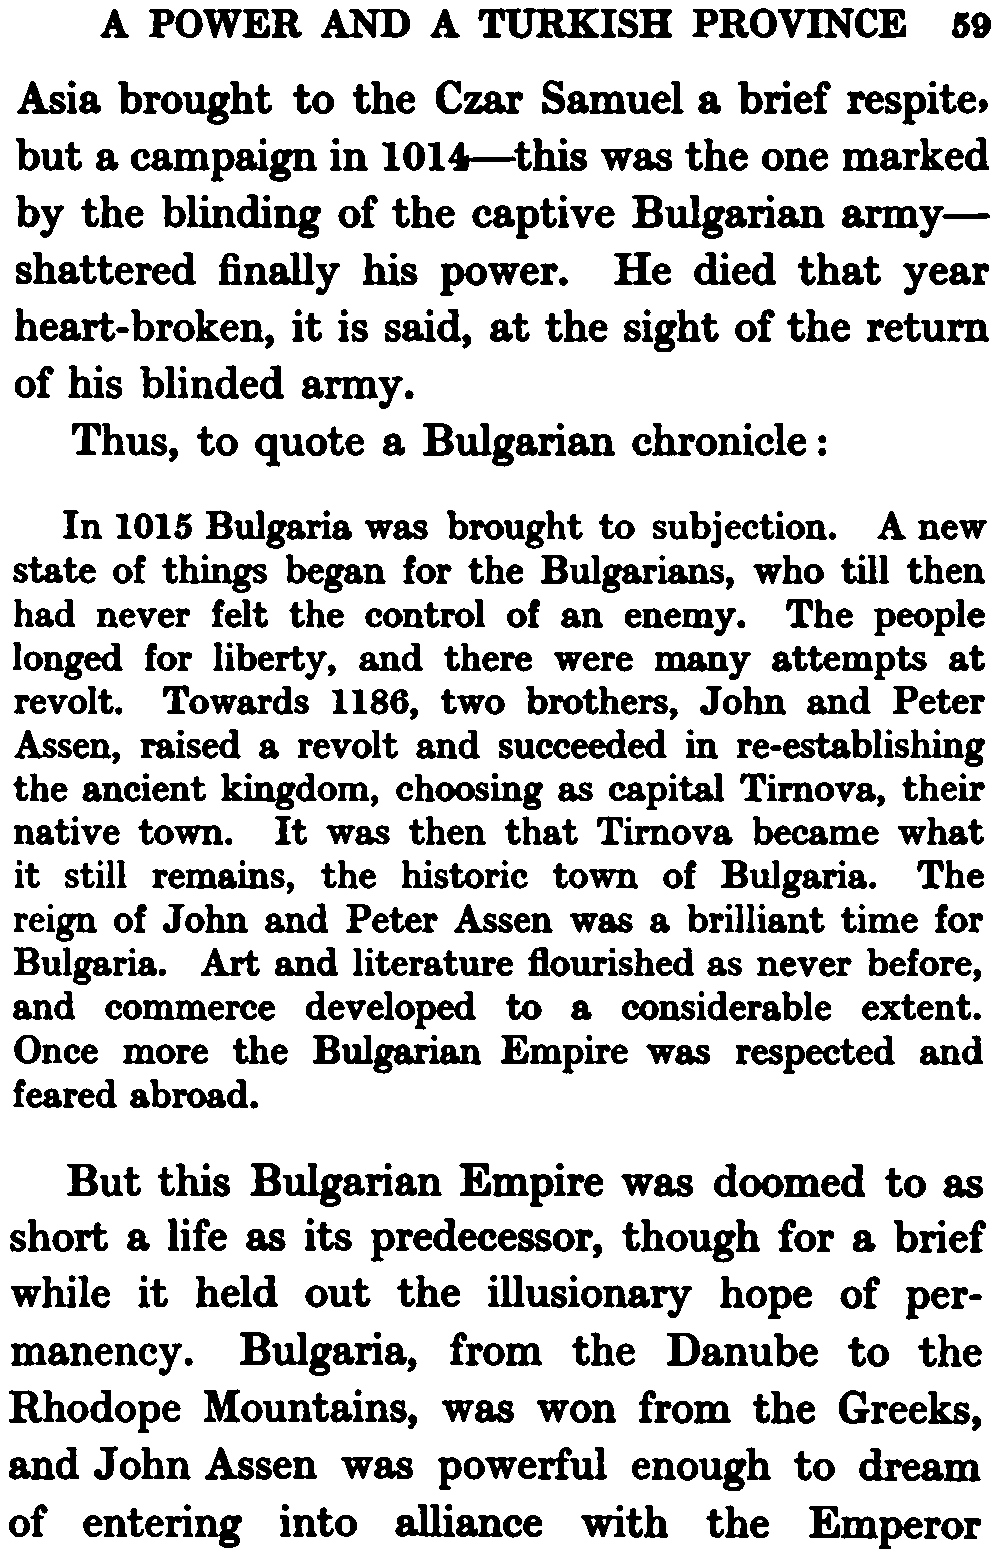 A POWER AND A TURKISH PROVINCE 59
Asia brought to the Czar Samuel a brief respite,
but a campaign in 1014—this was the one marked
by the blinding of the captive Bulgarian army—
shattered finally his power. He died that year
heart-broken, it is said, at the sight of the return
of his blinded army.
Thus, to quote a Bulgarian chronicle:
In 1015 Bulgaria was brought to subjection. A new
state of things began for the Bulgarians, who till then
had never felt the control of an enemy. The people
longed for liberty, and there were many attempts at
revolt. Towards 1186, two brothers, John and Peter
Assen, raised a revolt and succeeded in re-establishing
the ancient kingdom, choosing as capital Tirnova, their
native town. It was then that Tirnova became what
it still remains, the historic town of Bulgaria. The
reign of John and Peter Assen was a brilliant time for
Bulgaria. Art and literature flourished as never before,
and commerce developed to a considerable extent.
Once more the Bulgarian Empire was respected and
feared abroad.
But this Bulgarian Empire was doomed to as
short a life as its predecessor, though for a brief
while it held out the illusionary hope of per-
manency. Bulgaria, from the Danube to the
Rhodope Mountains, was won from the Greeks,
and John Assen was powerful enough to dream
of entering into alliance with the Emperor